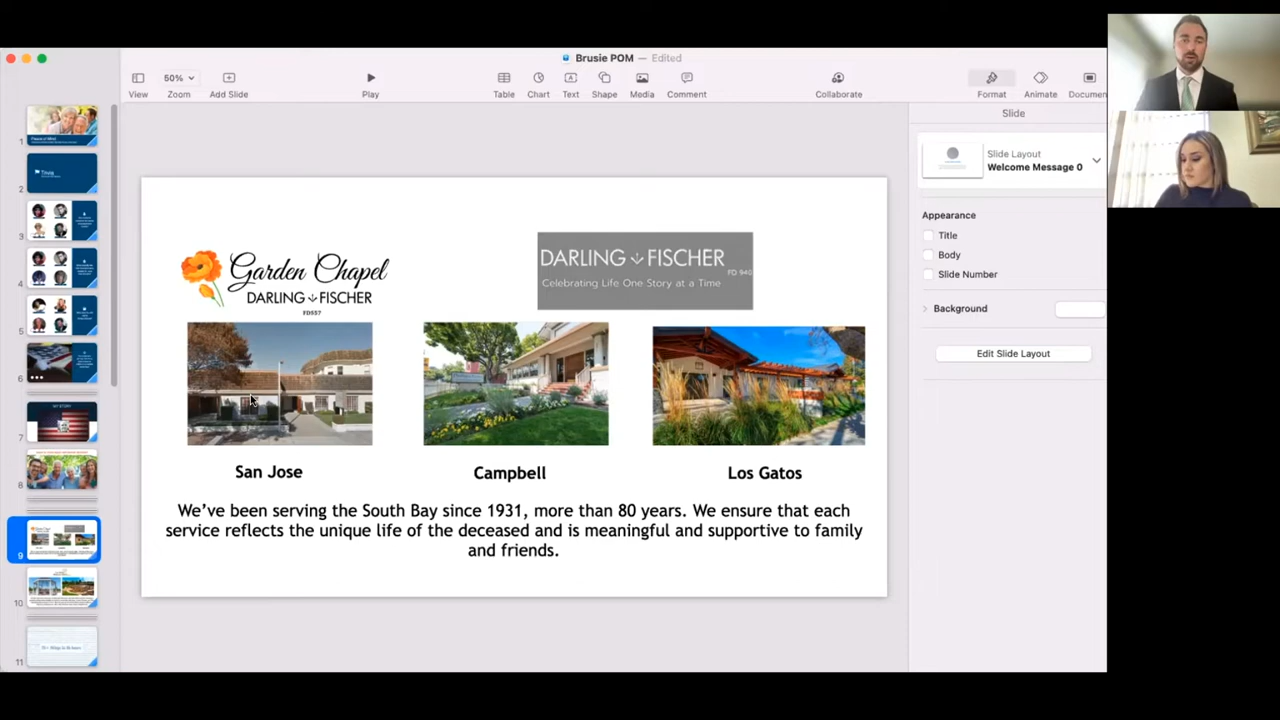 Brusie POM — Edited
50%
View
Zoom
Add Slide
Play
Table
Chart
Text
Shape
Media
Comment
Collaborate
Format
Animate
Documen
Slide
Slide Layout
Welcome Message 0
Appearance
Title
Body
Slide Number
Background
Edit Slide Layout
1
2
Trivia
3
4
5
6
7
8
9
10
11
Garden Chapel
DARLING FISCHER
FD557
DARLING FISCHER
FD 940
Celebrating Life One Story at a Time
San Jose
Campbell
Los Gatos
We’ve been serving the South Bay since 1931, more than 80 years. We ensure that each
service reflects the unique life of the deceased and is meaningful and supportive to family
and friends.